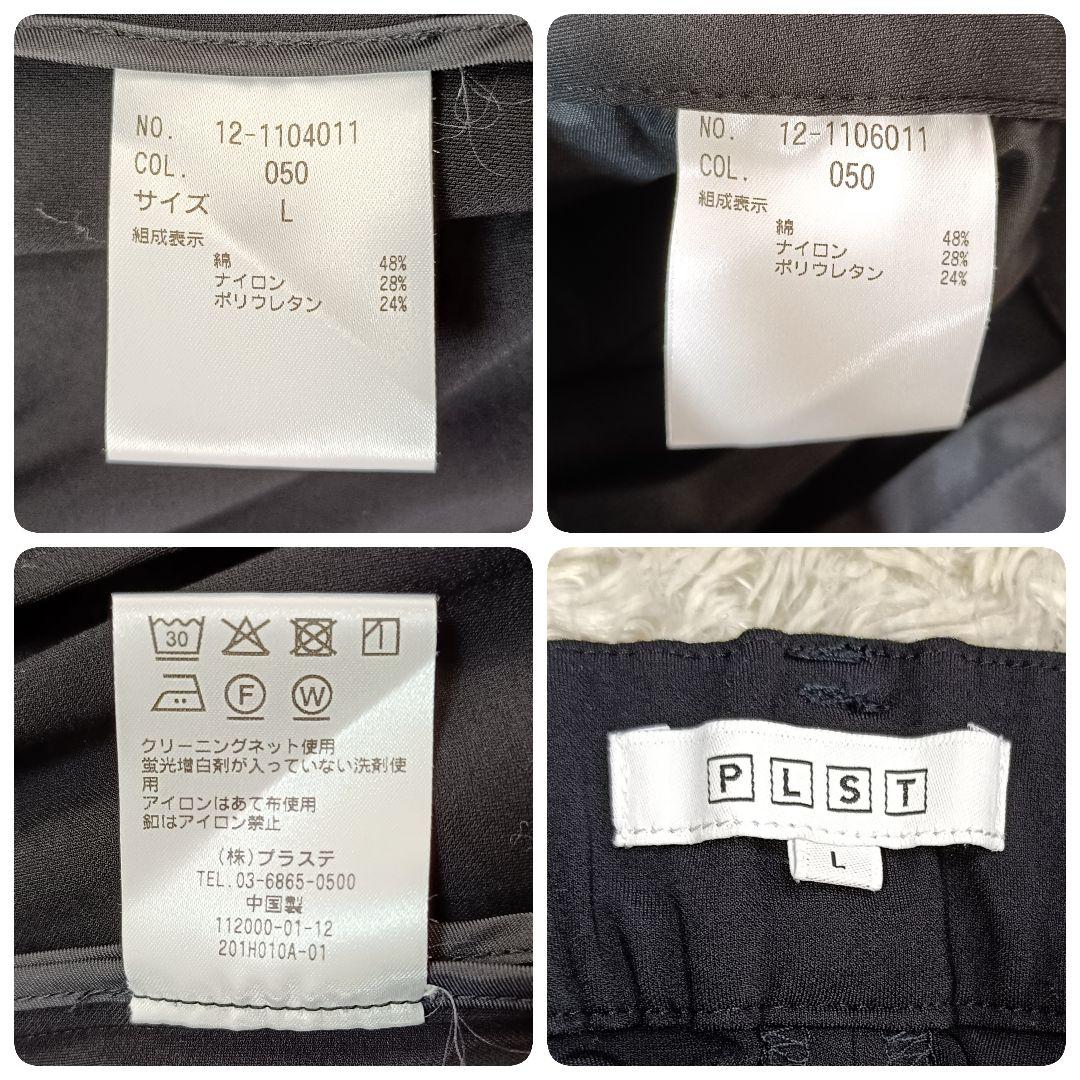 NO. 12-1104011
COL. 050
サイズ L
組成表示
綿 48%
ナイロン 28%
ポリウレタン 24%
NO. 12-1106011
COL. 050
組成表示
綿 48%
ナイロン 28%
ポリウレタン 24%
30
F W
クリーニングネット使用
蛍光増白剤が入っていない洗剤使
用
アイロンはあて布使用
釦はアイロン禁止
(株)プラステ
TEL.03-6865-0500
中国製
112000-01-12
201H010A-01
PLST
L